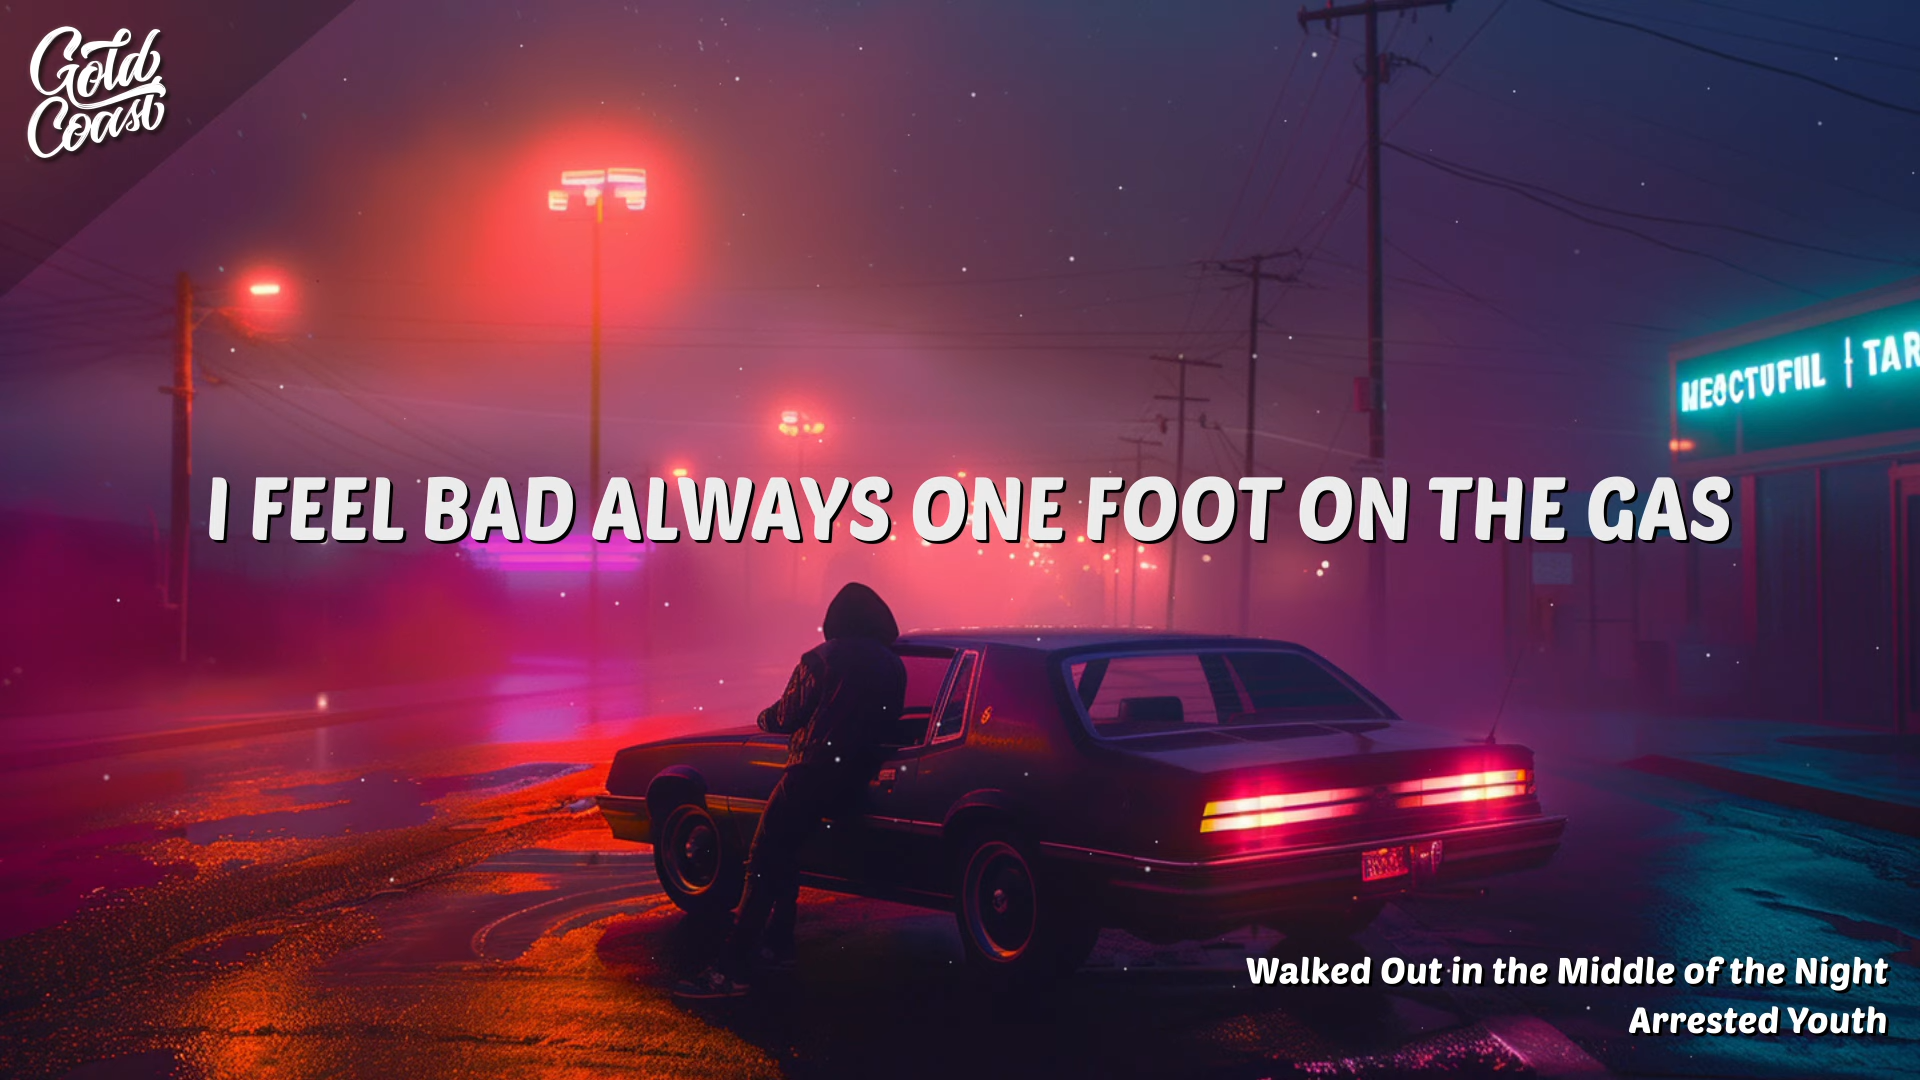 Gold
Coast
TAR
I FEEL BAD ALWAYS ONE FOOT ON THE GAS
Walked Out in the Middle of the Night
Arrested Youth